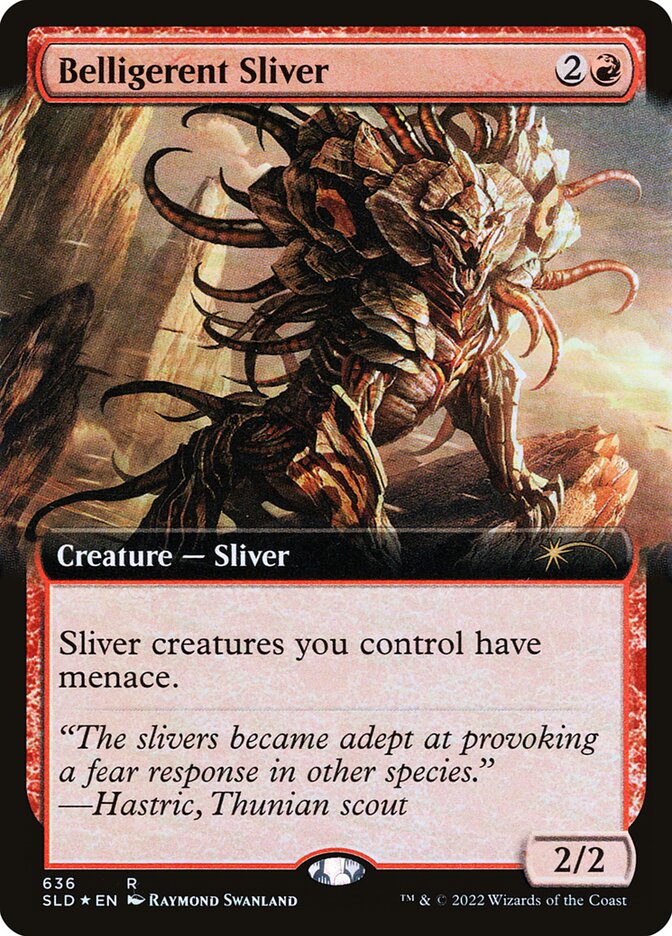 Belligerent Sliver 2
Creature — Sliver
Sliver creatures you control have
menace.
“The slivers became adept at provoking
a fear response in other species.”
—Hastric, Thunian scout
2/2
636 R
SLD ★ EN RAYMOND SWANLAND ™ & © 2022 Wizards of the Coast